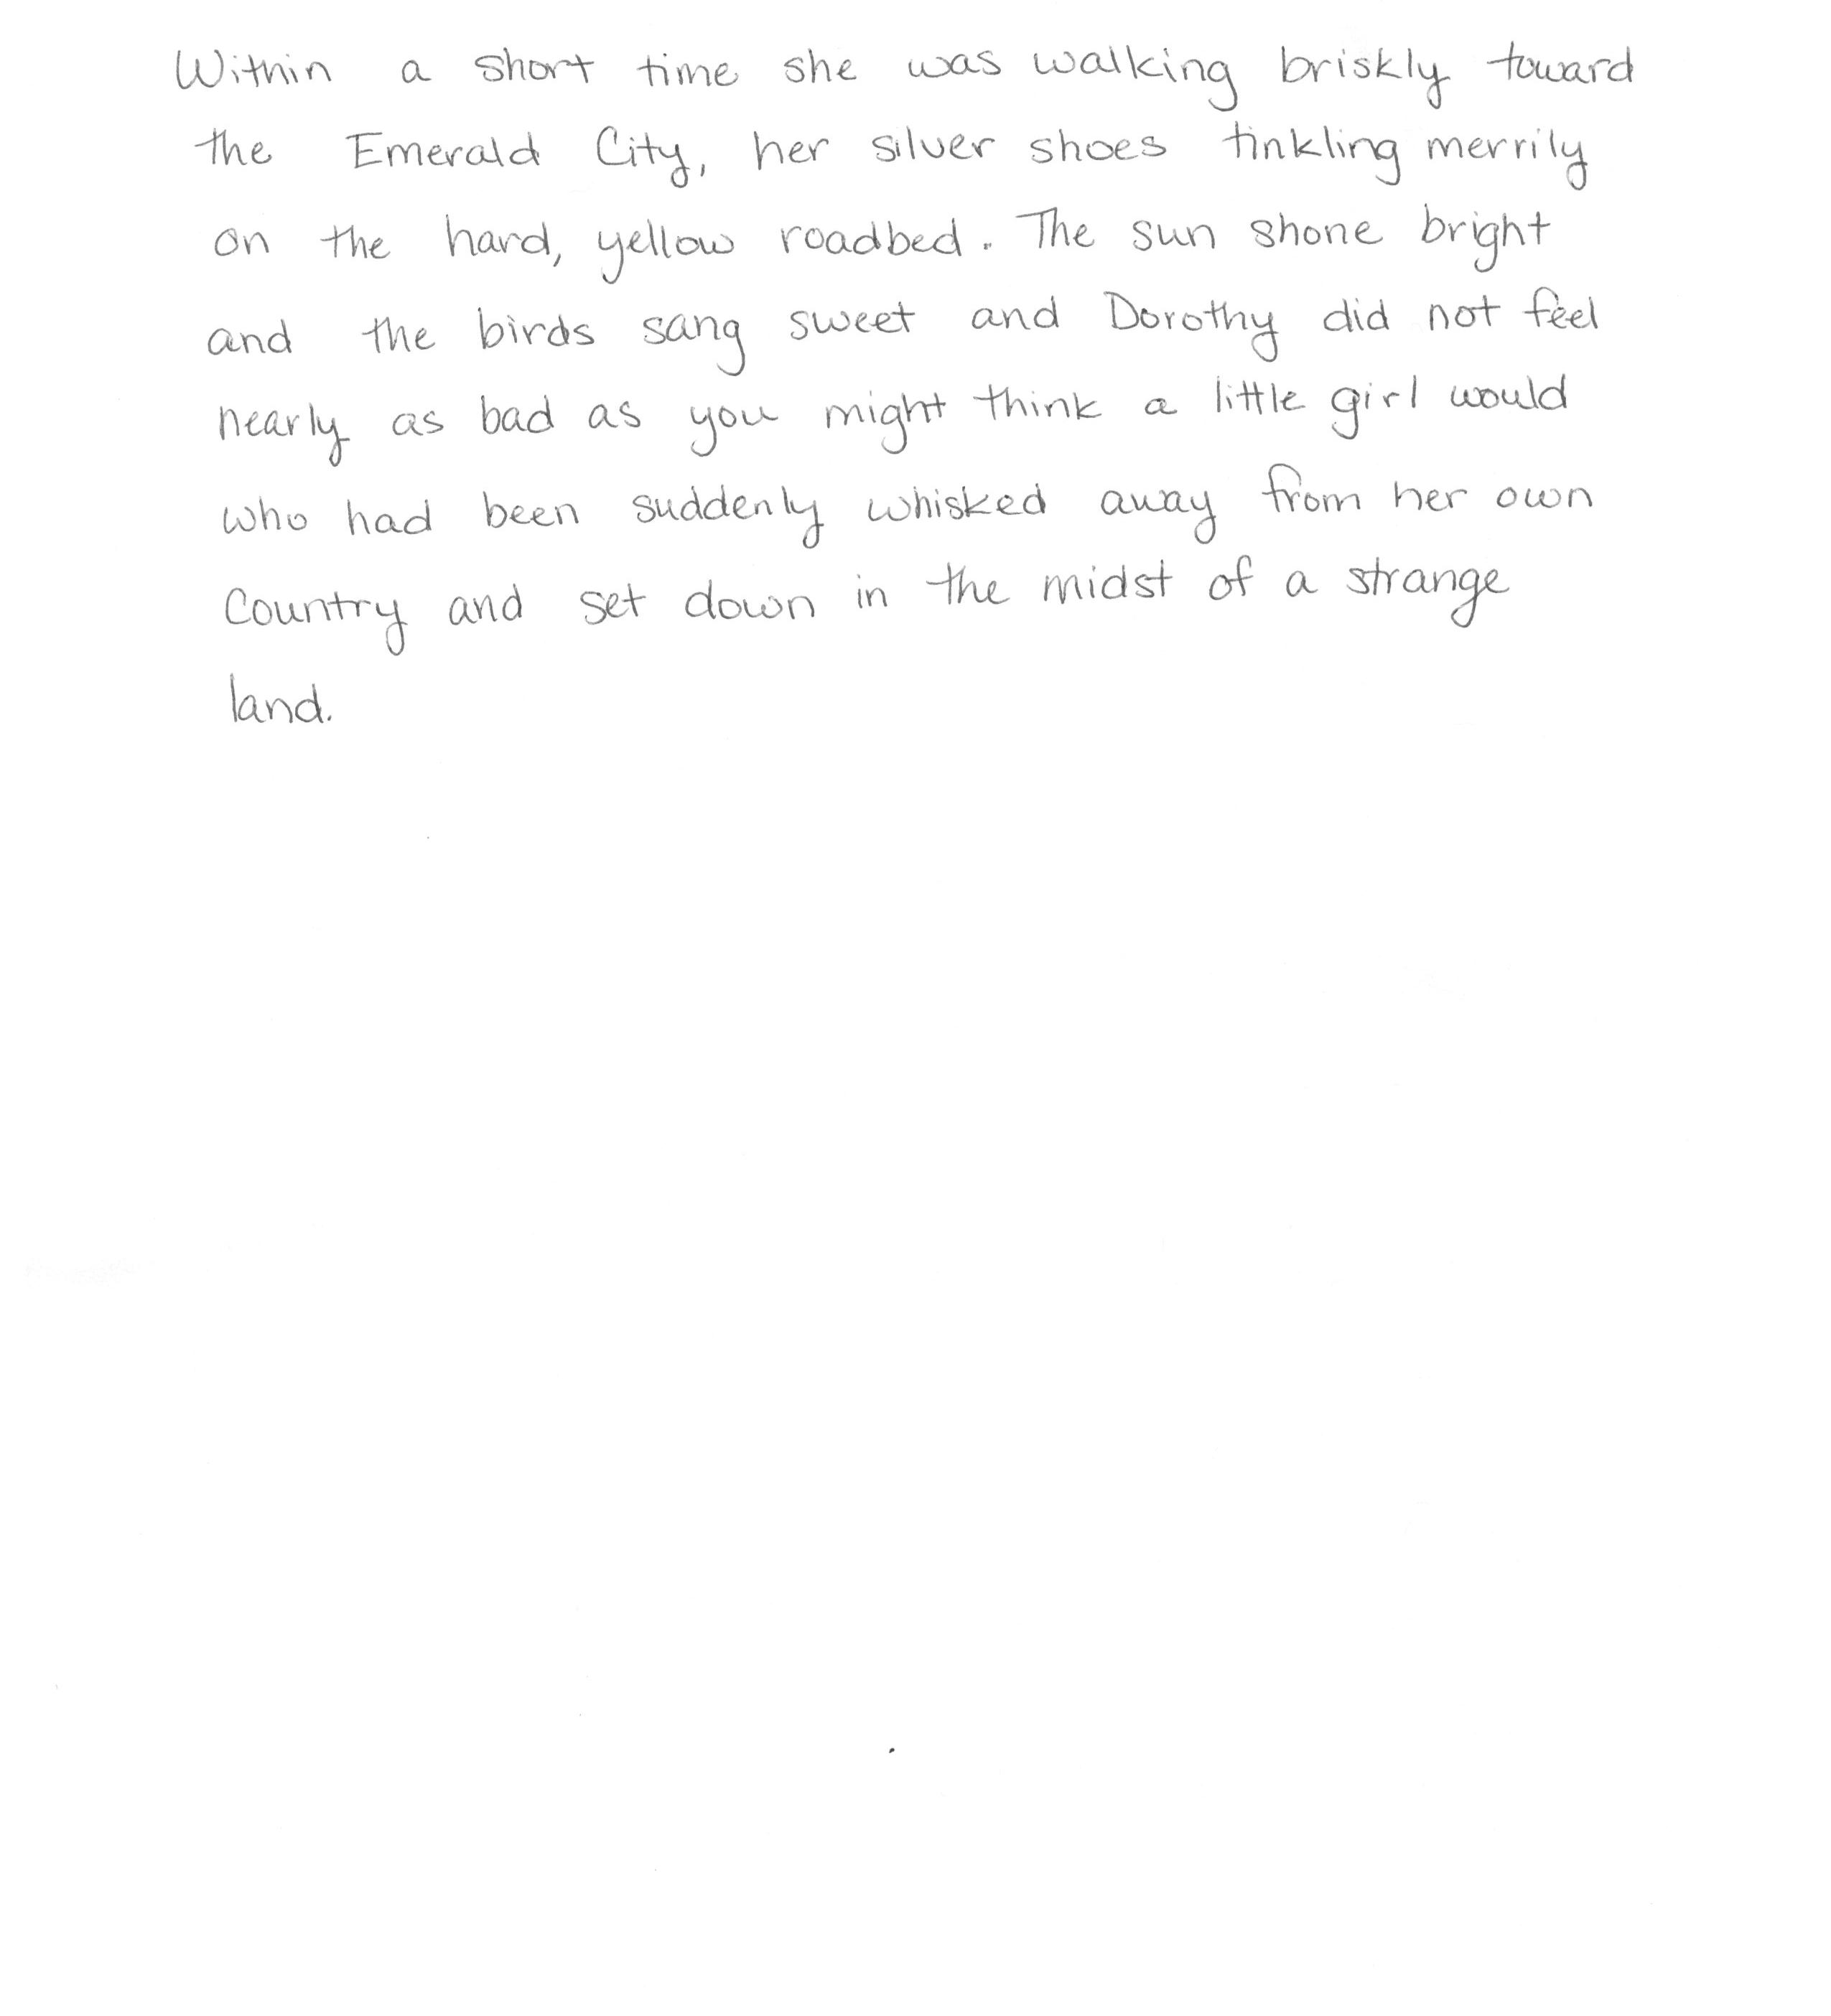 Within a short time she was walking briskly toward
the Emerald City, her silver shoes tinkling merrily
on the hard, yellow roadbed. The sun shone bright
and the birds sang sweet and Dorothy did not feel
nearly as bad as you might think a little girl would
who had been suddenly whisked away from her own
country and set down in the midst of a strange
land.